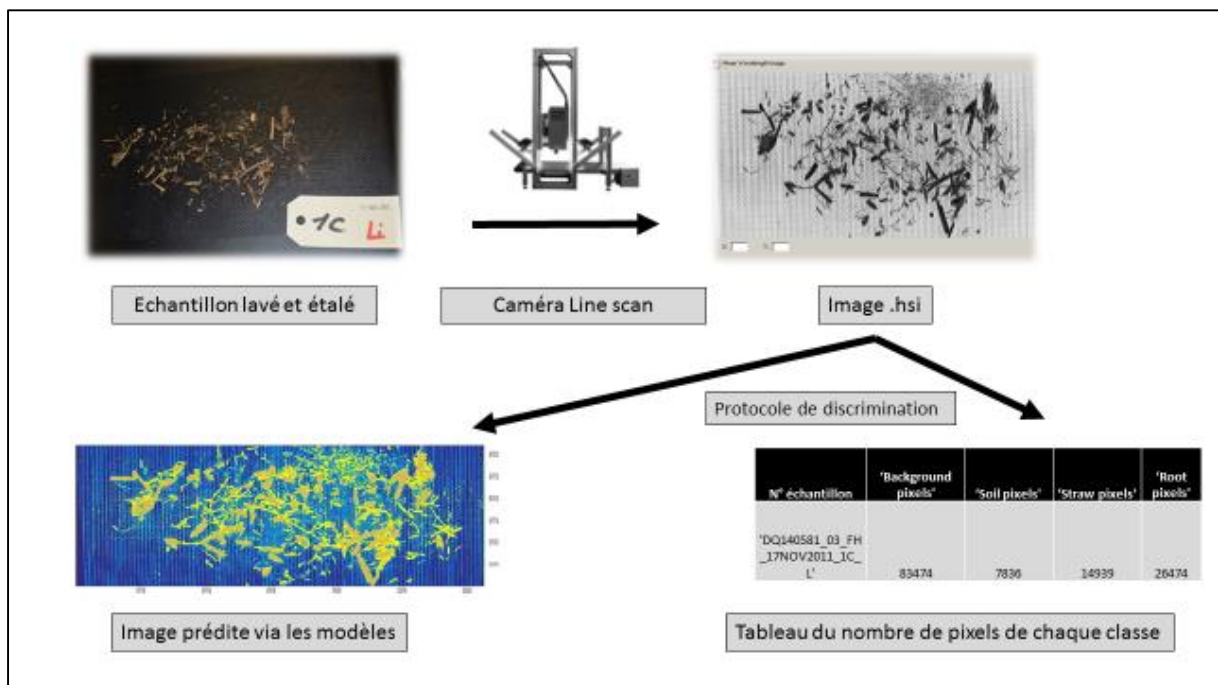 1C
Li
Echantillon lavé et étalé
Caméra Line scan
Image .hsi
Protocole de discrimination
N° échantillon
'Background
pixels'
'Soil pixels'
'Straw pixels'
'Root
pixels'
'DQ140581_03_FH
_17NOV2011_1C_
L'
83474
7836
14939
26474
Image prédite via les modèles
Tableau du nombre de pixels de chaque classe